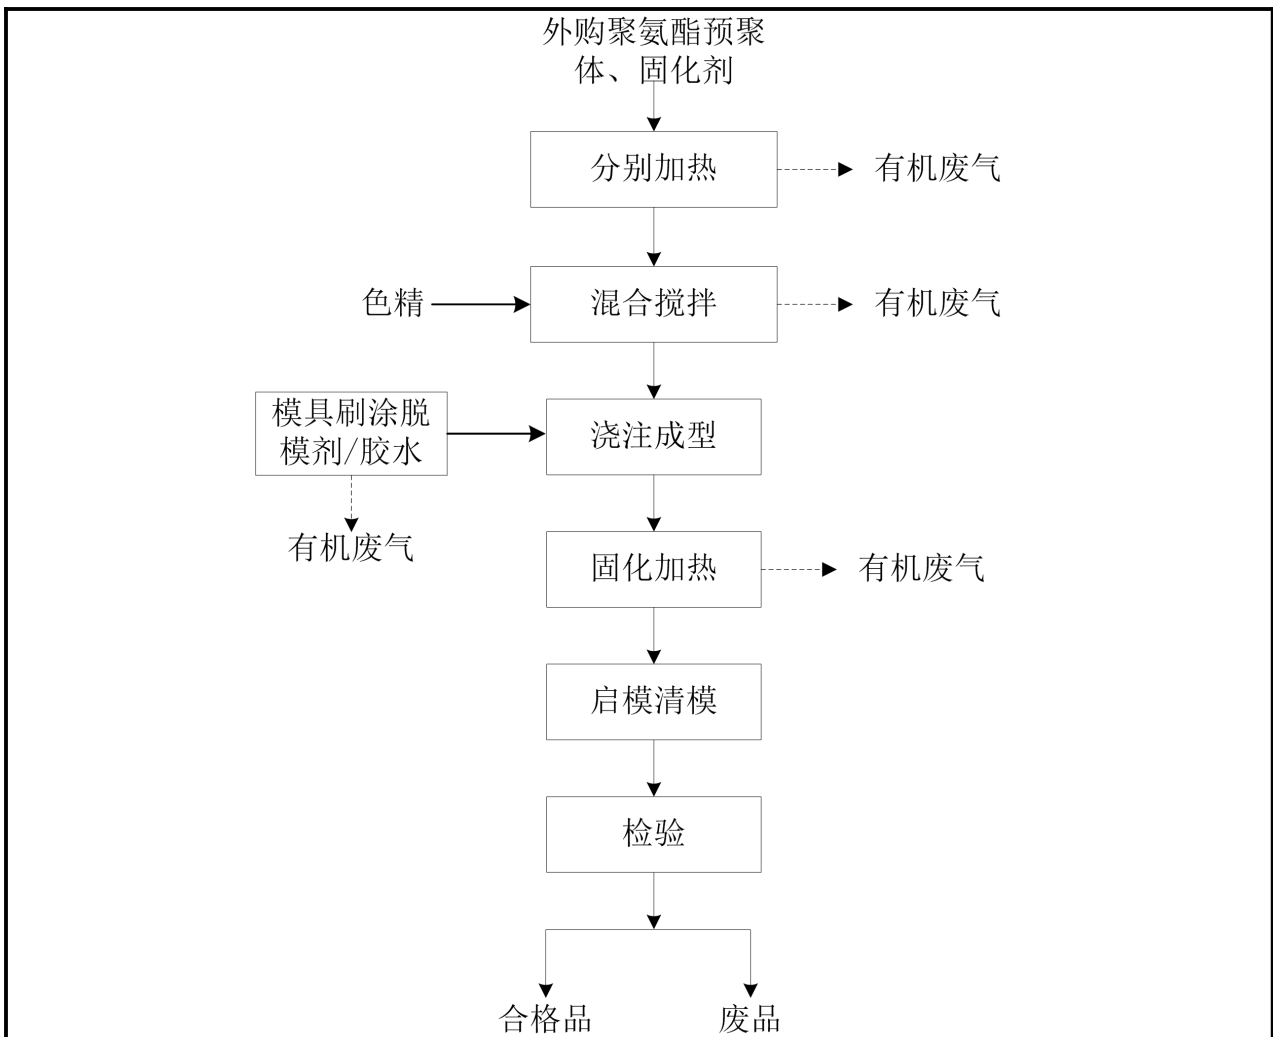 外购聚氨酯预聚
体、固化剂
分别加热
有机废气
色精
混合搅拌
有机废气
模具刷涂脱
模剂/胶水
浇注成型
有机废气
固化加热
有机废气
启模清模
检验
合格品
废品